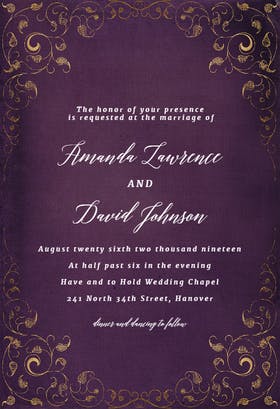 The honor of your presence
is requested at the marriage of
Amanda Lawrence
AND
David Johnson
August twenty sixth two thousand nineteen
At half past six in the evening
Have and to Hold Wedding Chapel
241 North 34th Street, Hanover
dinner and dancing to follow